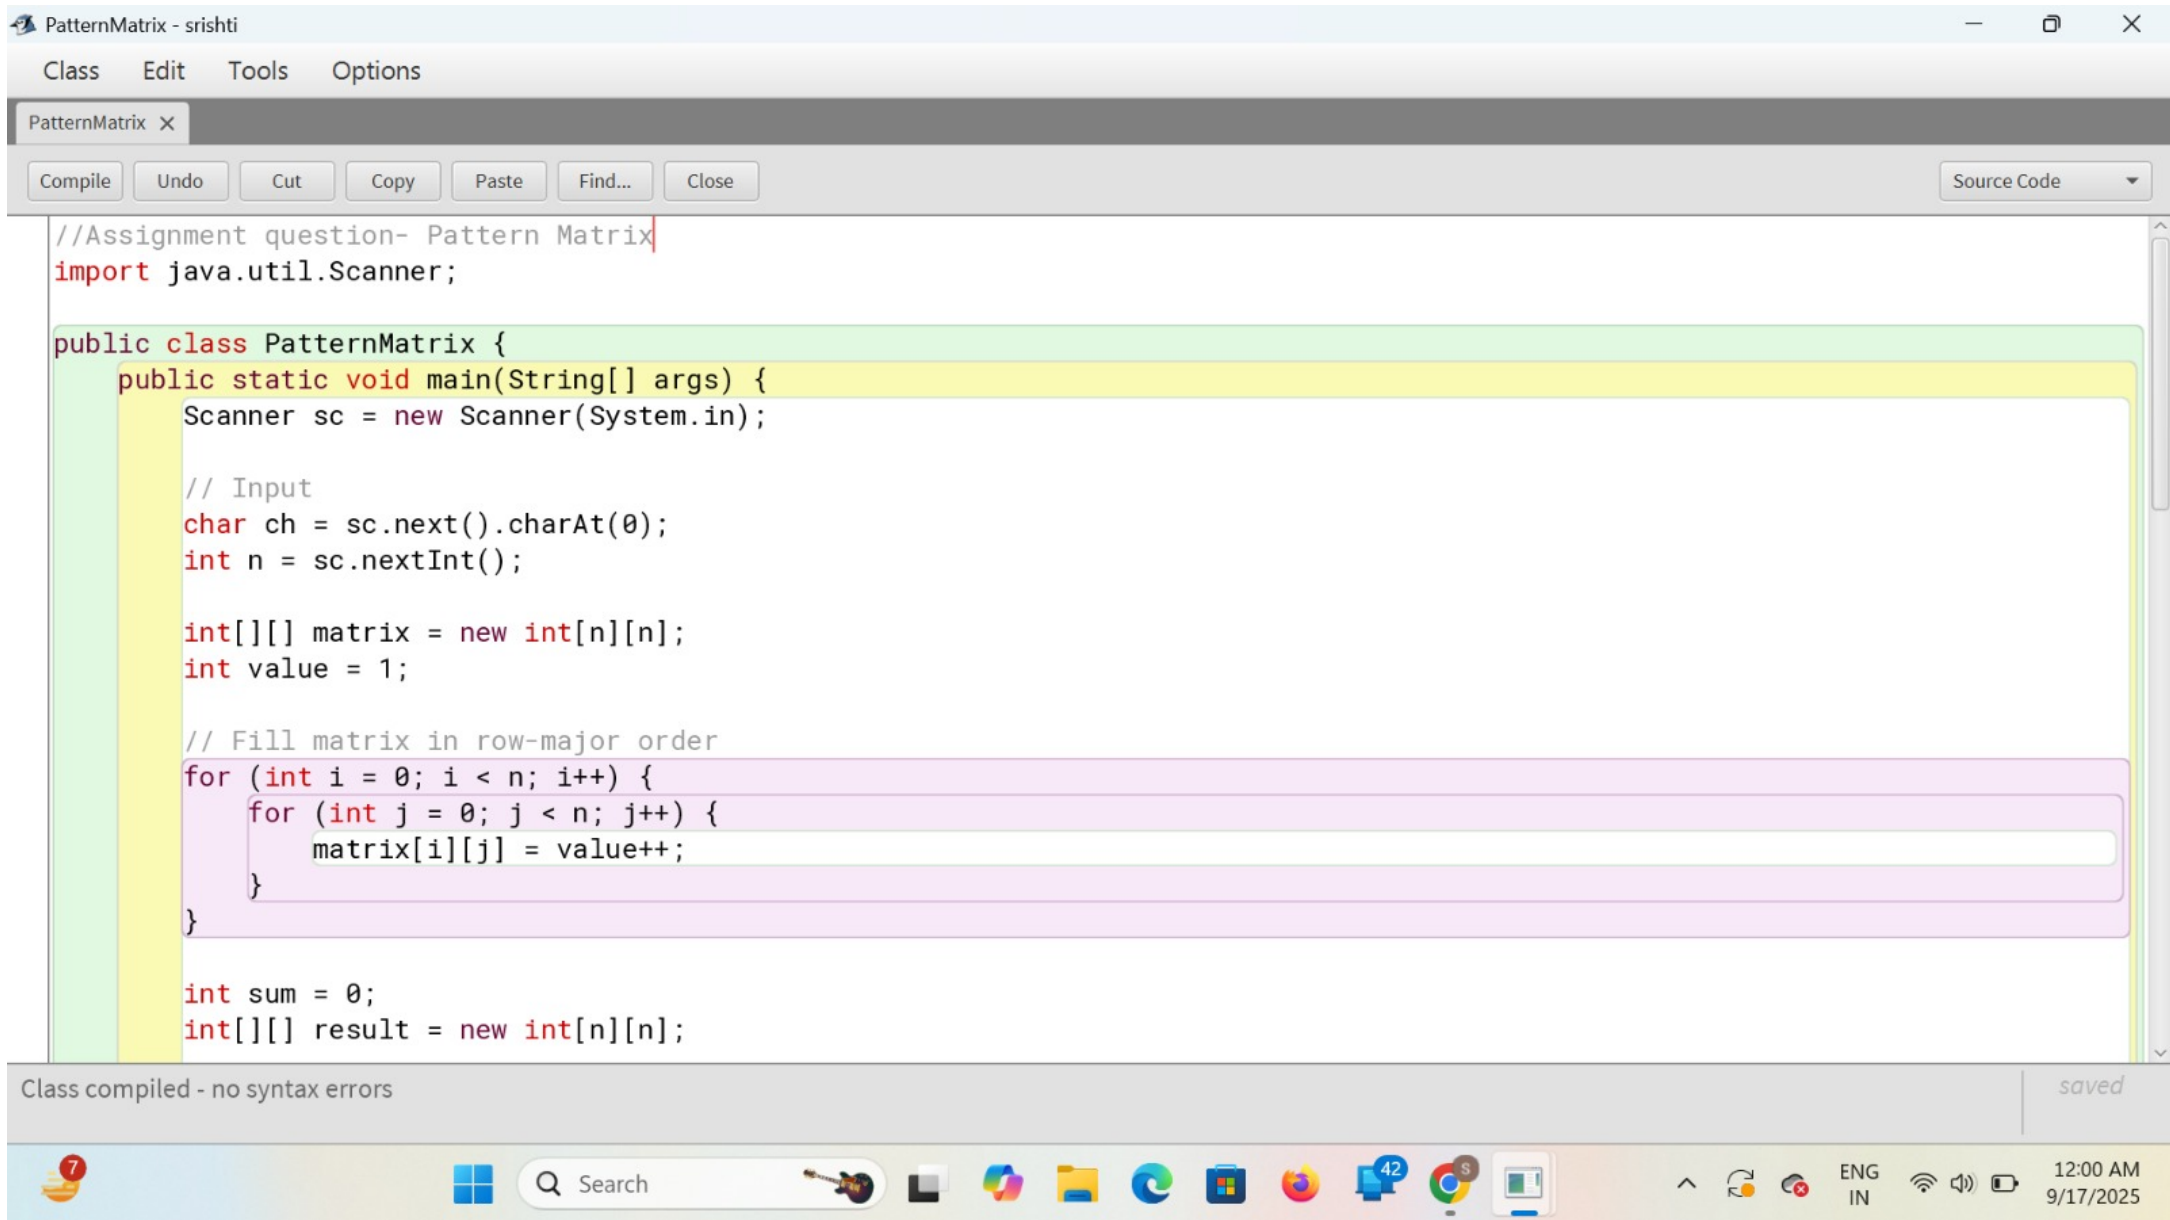 PatternMatrix - srishti
Class Edit Tools Options
PatternMatrix
Compile Undo Cut Copy Paste Find... Close Source Code
//Assignment question- Pattern Matrix
import java.util.Scanner;
public class PatternMatrix {
public static void main(String[] args) {
Scanner sc = new Scanner(System.in);
// Input
char ch = sc.next().charAt(0);
int n = sc.nextInt();
int[][] matrix = new int[n][n];
int value = 1;
// Fill matrix in row-major order
for (int i = 0; i < n; i++) {
for (int j = 0; j < n; j++) {
matrix[i][j] = value++;
}
}
int sum = 0;
int[][] result = new int[n][n];
Class compiled - no syntax errors
saved
7
Search
42
S
ENG
IN
12:00 AM
9/17/2025